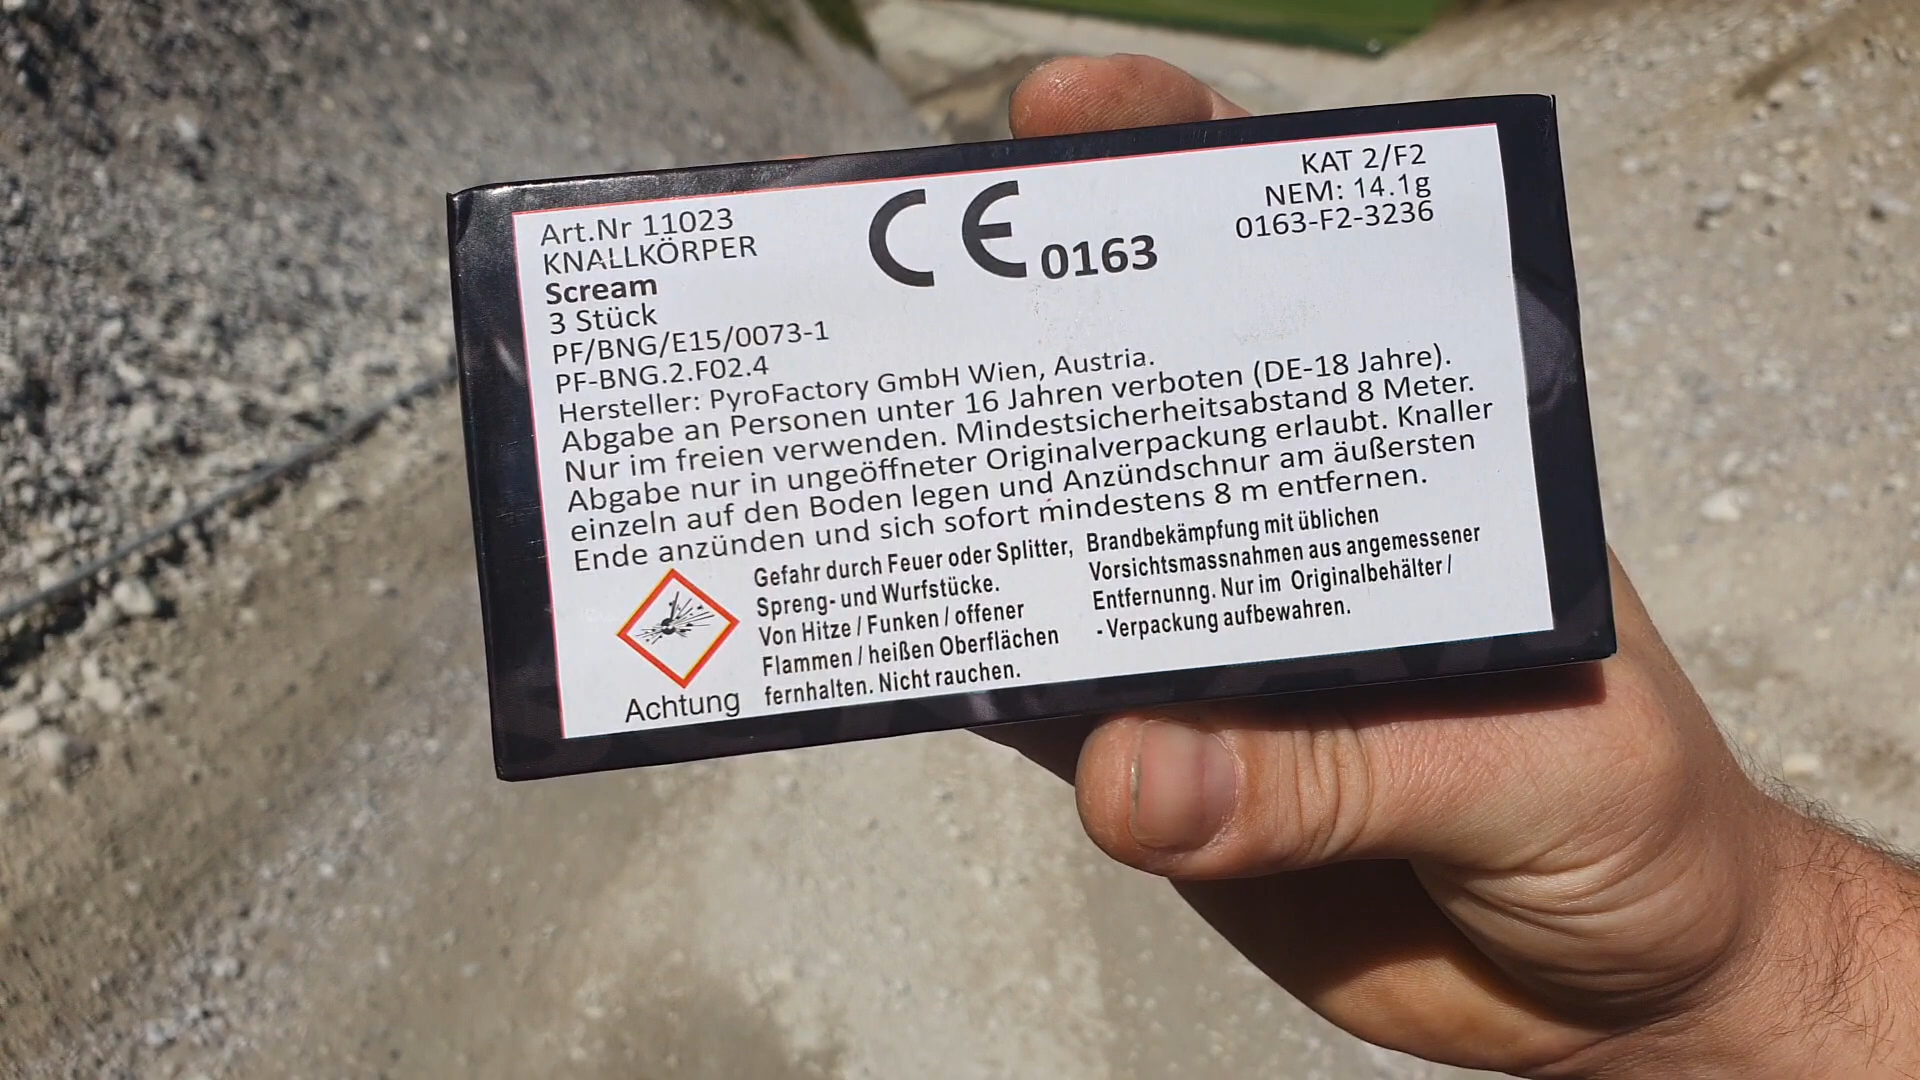 Art.Nr 11023
KNALLKÖRPER
Scream
3 Stück
PF/BNG/E15/0073-1
PF-BNG.2.F02.4
CE 0163
KAT 2/F2
NEM: 14.1g
0163-F2-3236
Hersteller: PyroFactory GmbH Wien, Austria.
Abgabe an Personen unter 16 Jahren verboten (DE-18 Jahre).
Nur im freien verwenden. Mindestsicherheitsabstand 8 Meter.
Abgabe nur in ungeöffneter Originalverpackung erlaubt. Knaller
einzeln auf den Boden legen und Anzündschnur am äußersten
Ende anzünden und sich sofort mindestens 8 m entfernen.
Achtung
Gefahr durch Feuer oder Splitter,
Spreng- und Wurfstücke.
Von Hitze / Funken / offener
Flammen / heißen Oberflächen
fernhalten. Nicht rauchen.
Brandbekämpfung mit üblichen
Vorsichtsmassnahmen aus angemessener
Entfernunng. Nur im Originalbehälter /
- Verpackung aufbewahren.